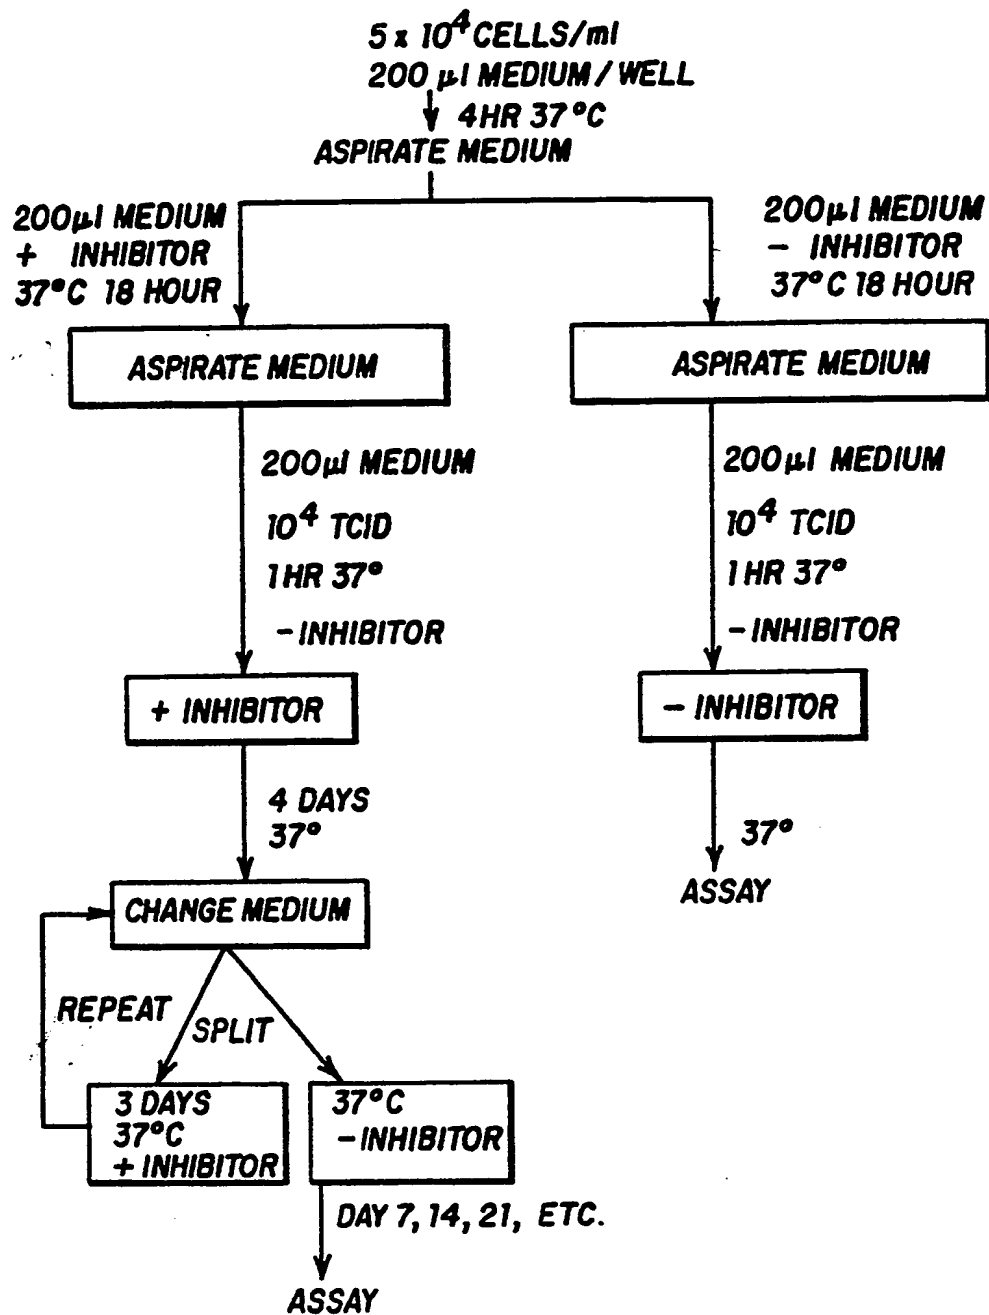 5 x 10⁴ CELLS/ml
200 µl MEDIUM/WELL
4HR 37°C
ASPIRATE MEDIUM
200µl MEDIUM
+ INHIBITOR
37°C 18 HOUR
200µl MEDIUM
- INHIBITOR
37°C 18 HOUR
ASPIRATE MEDIUM
ASPIRATE MEDIUM
200µl MEDIUM
10⁴ TCID
1 HR 37°
- INHIBITOR
200µl MEDIUM
10⁴ TCID
1 HR 37°
- INHIBITOR
+ INHIBITOR
- INHIBITOR
4 DAYS
37°
37°
ASSAY
CHANGE MEDIUM
REPEAT
SPLIT
3 DAYS
37°C
+ INHIBITOR
37°C
- INHIBITOR
DAY 7, 14, 21, ETC.
ASSAY